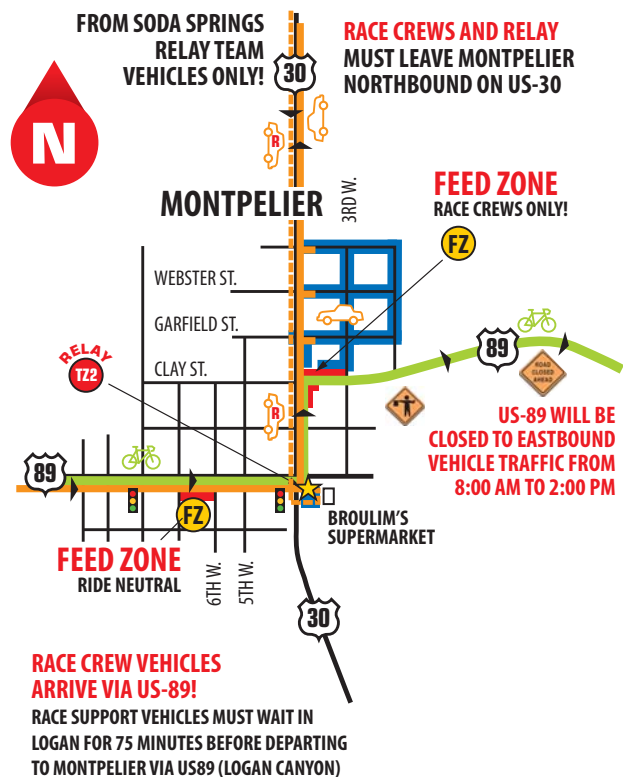 FROM SODA SPRINGS
RELAY TEAM
VEHICLES ONLY!
30
RACE CREWS AND RELAY
MUST LEAVE MONTPELIER
NORTHBOUND ON US-30
N
R
MONTPELIER
3RD W.
FEED ZONE
RACE CREWS ONLY!
FZ
WEBSTER ST.
GARFIELD ST.
CLAY ST.
RELAY
TZ2
R
89
ROAD
CLOSED
AHEAD
US-89 WILL BE
CLOSED TO EASTBOUND
VEHICLE TRAFFIC FROM
8:00 AM TO 2:00 PM
89
FZ
BROULIM'S
SUPERMARKET
FEED ZONE
RIDE NEUTRAL
6TH W.
5TH W.
30
RACE CREW VEHICLES
ARRIVE VIA US-89!
RACE SUPPORT VEHICLES MUST WAIT IN
LOGAN FOR 75 MINUTES BEFORE DEPARTING
TO MONTPELIER VIA US89 (LOGAN CANYON)